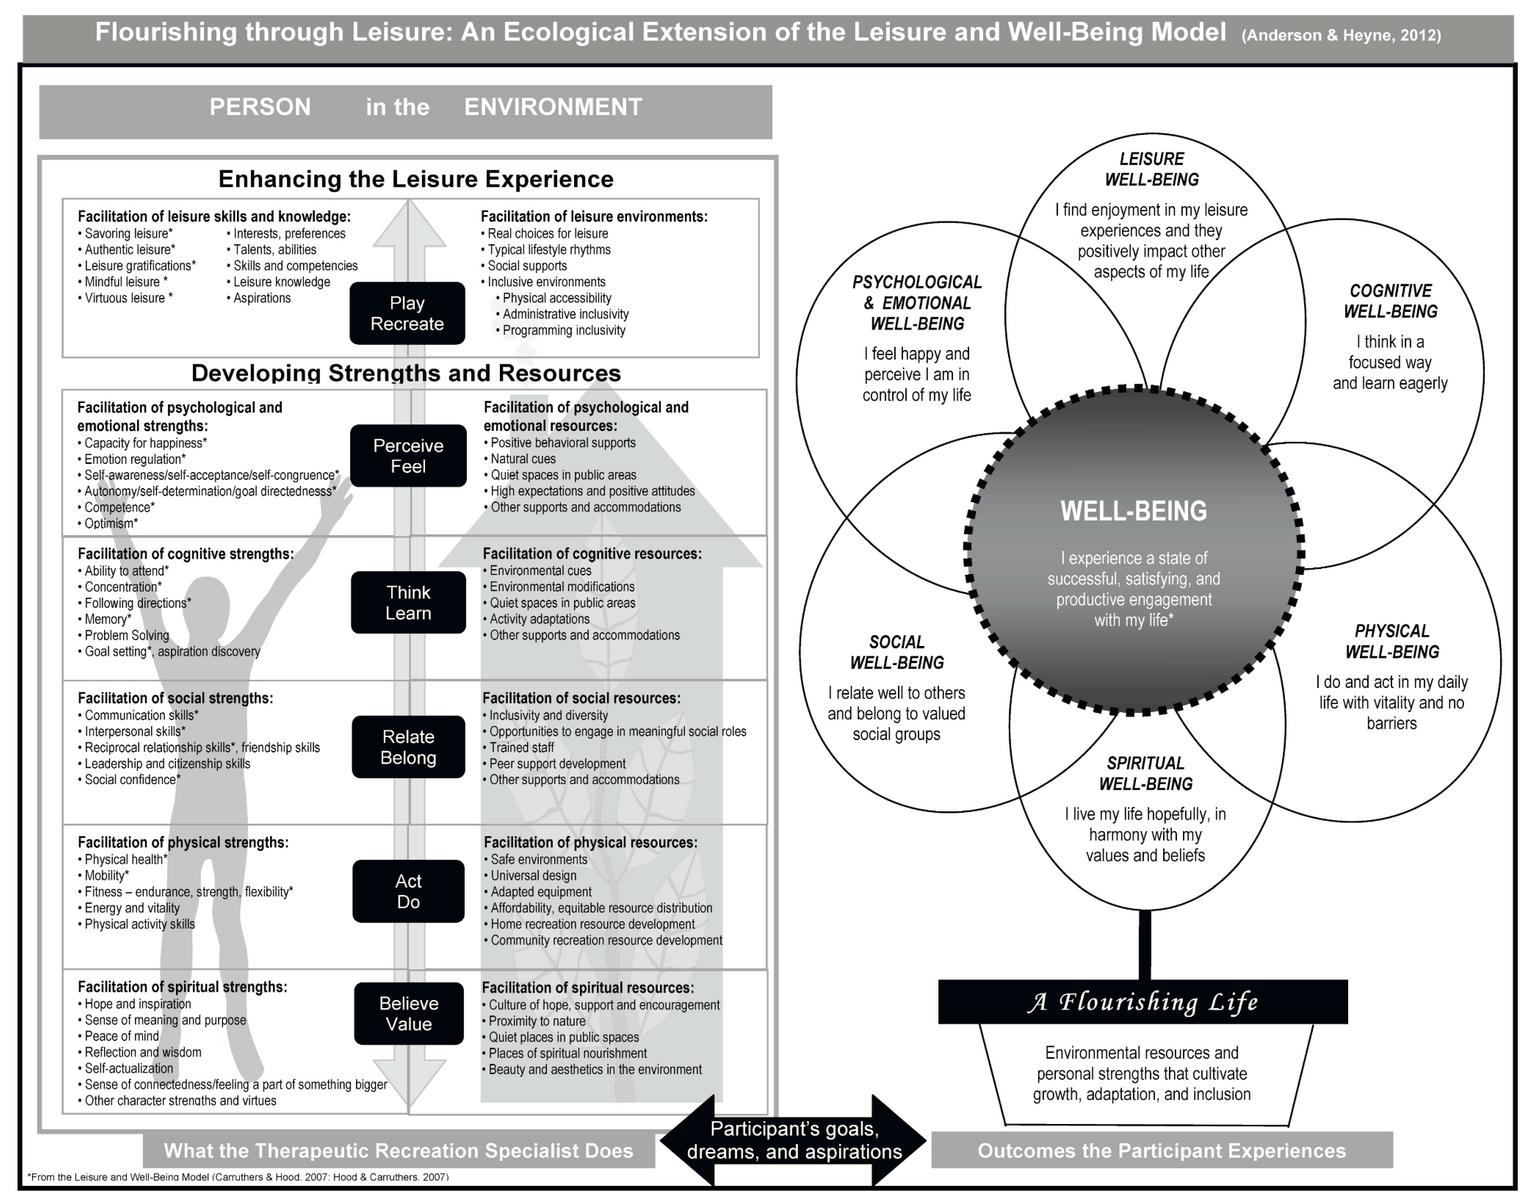 Flourishing through Leisure: An Ecological Extension of the Leisure and Well-Being Model (Anderson & Heyne, 2012)
PERSON in the ENVIRONMENT
Enhancing the Leisure Experience
Facilitation of leisure skills and knowledge:
• Savoring leisure*
• Authentic leisure*
• Leisure gratifications*
• Mindful leisure *
• Virtuous leisure *
• Interests, preferences
• Talents, abilities
• Skills and competencies
• Leisure knowledge
• Aspirations
Play
Recreate
Facilitation of leisure environments:
• Real choices for leisure
• Typical lifestyle rhythms
• Social supports
• Inclusive environments
• Physical accessibility
• Administrative inclusivity
• Programming inclusivity
Developing Strengths and Resources
Facilitation of psychological and
emotional strengths:
• Capacity for happiness*
• Emotion regulation*
• Self-awareness/self-acceptance/self-congruence*
• Autonomy/self-determination/goal directednesss*
• Competence*
• Optimism*
Perceive
Feel
Facilitation of psychological and
emotional resources:
• Positive behavioral supports
• Natural cues
• Quiet spaces in public areas
• High expectations and positive attitudes
• Other supports and accommodations
Facilitation of cognitive strengths:
• Ability to attend*
• Concentration*
• Following directions*
• Memory*
• Problem Solving
• Goal setting*, aspiration discovery
Think
Learn
Facilitation of cognitive resources:
• Environmental cues
• Environmental modifications
• Quiet spaces in public areas
• Activity adaptations
• Other supports and accommodations
Facilitation of social strengths:
• Communication skills*
• Interpersonal skills*
• Reciprocal relationship skills*, friendship skills
• Leadership and citizenship skills
• Social confidence*
Relate
Belong
Facilitation of social resources:
• Inclusivity and diversity
• Opportunities to engage in meaningful social roles
• Trained staff
• Peer support development
• Other supports and accommodations
Facilitation of physical strengths:
• Physical health*
• Mobility*
• Fitness – endurance, strength, flexibility*
• Energy and vitality
• Physical activity skills
Act
Do
Facilitation of physical resources:
• Safe environments
• Universal design
• Adapted equipment
• Affordability, equitable resource distribution
• Home recreation resource development
• Community recreation resource development
Facilitation of spiritual strengths:
• Hope and inspiration
• Sense of meaning and purpose
• Peace of mind
• Reflection and wisdom
• Self-actualization
• Sense of connectedness/feeling a part of something bigger
• Other character strengths and virtues
Believe
Value
Facilitation of spiritual resources:
• Culture of hope, support and encouragement
• Proximity to nature
• Quiet places in public spaces
• Places of spiritual nourishment
• Beauty and aesthetics in the environment
What the Therapeutic Recreation Specialist Does
*From the Leisure and Well-Being Model (Carruthers & Hood, 2007; Hood & Carruthers, 2007)
Participant's goals,
dreams, and aspirations
LEISURE
WELL-BEING
I find enjoyment in my leisure
experiences and they
positively impact other
aspects of my life
PSYCHOLOGICAL
& EMOTIONAL
WELL-BEING
I feel happy and
perceive I am in
control of my life
COGNITIVE
WELL-BEING
I think in a
focused way
and learn eagerly
WELL-BEING
I experience a state of
successful, satisfying, and
productive engagement
with my life*
SOCIAL
WELL-BEING
I relate well to others
and belong to valued
social groups
PHYSICAL
WELL-BEING
I do and act in my daily
life with vitality and no
barriers
SPIRITUAL
WELL-BEING
I live my life hopefully, in
harmony with my
values and beliefs
A Flourishing Life
Environmental resources and
personal strengths that cultivate
growth, adaptation, and inclusion
Outcomes the Participant Experiences